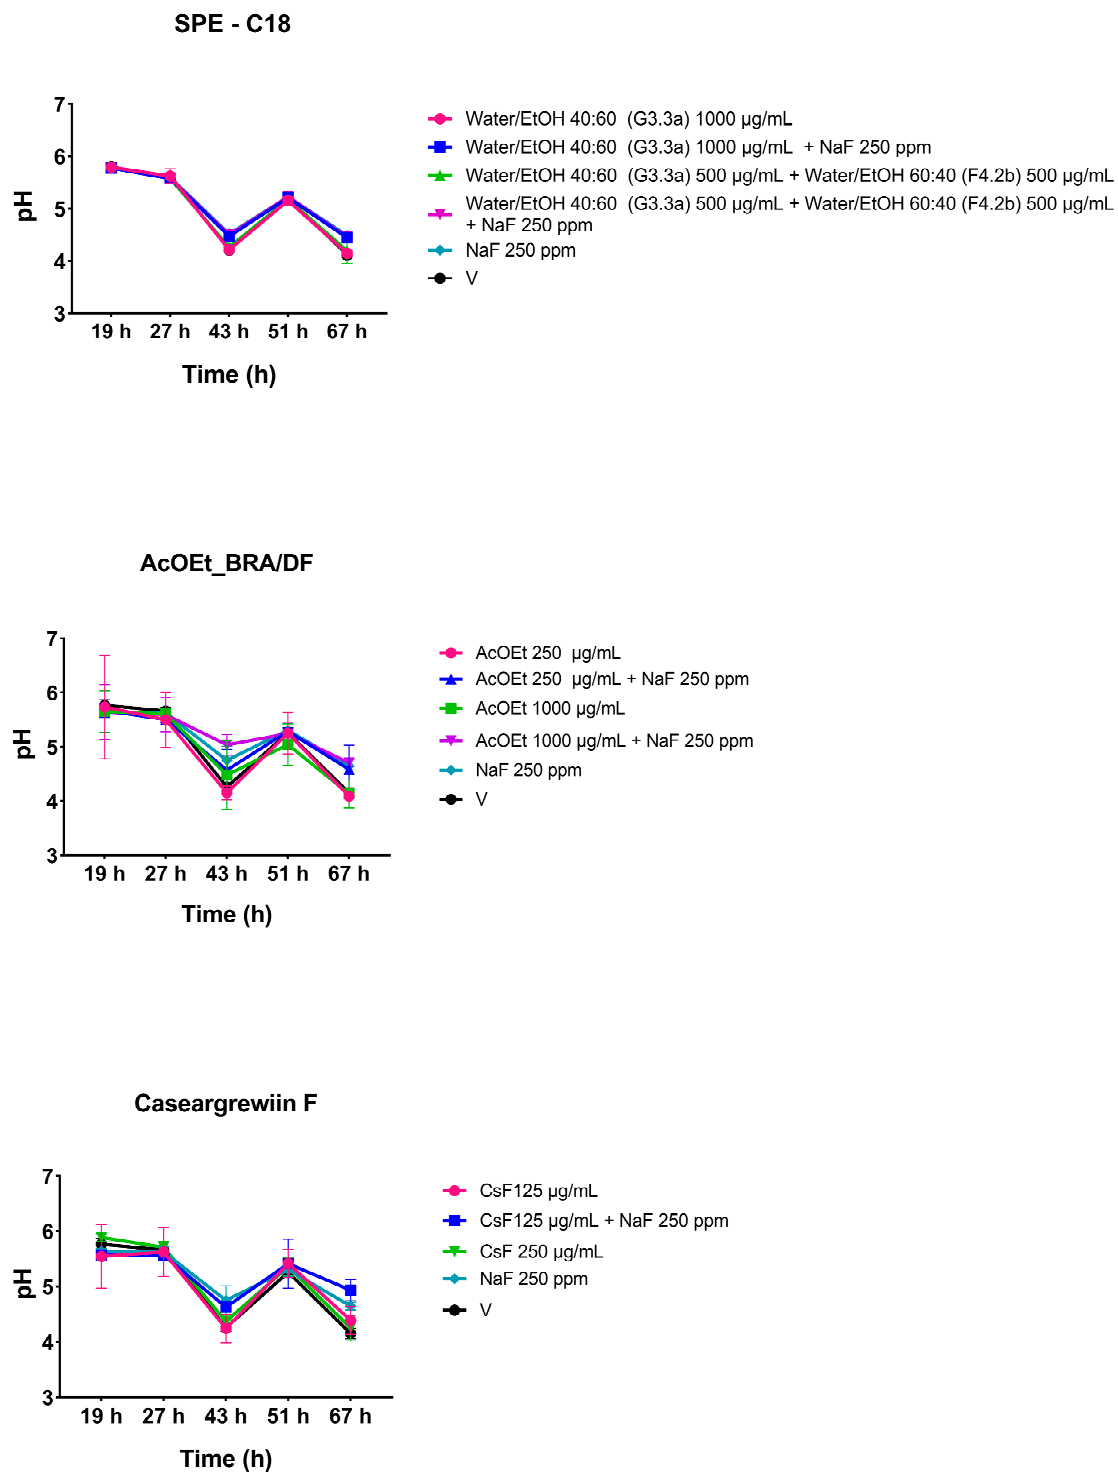 SPE - C18
7
6
5
4
3
pH
19 h 27 h 43 h 51 h 67 h
Time (h)
Water/EtOH 40:60 (G3.3a) 1000 µg/mL
Water/EtOH 40:60 (G3.3a) 1000 µg/mL + NaF 250 ppm
Water/EtOH 40:60 (G3.3a) 500 µg/mL + Water/EtOH 60:40 (F4.2b) 500 µg/mL
Water/EtOH 40:60 (G3.3a) 500 µg/mL + Water/EtOH 60:40 (F4.2b) 500 µg/mL
+ NaF 250 ppm
NaF 250 ppm
V
AcOEt_BRA/DF
7
6
5
4
3
pH
19 h 27 h 43 h 51 h 67 h
Time (h)
AcOEt 250 µg/mL
AcOEt 250 µg/mL + NaF 250 ppm
AcOEt 1000 µg/mL
AcOEt 1000 µg/mL + NaF 250 ppm
NaF 250 ppm
V
Caseargrewiin F
7
6
5
4
3
pH
19 h 27 h 43 h 51 h 67 h
Time (h)
CsF125 µg/mL
CsF125 µg/mL + NaF 250 ppm
CsF 250 µg/mL
NaF 250 ppm
V